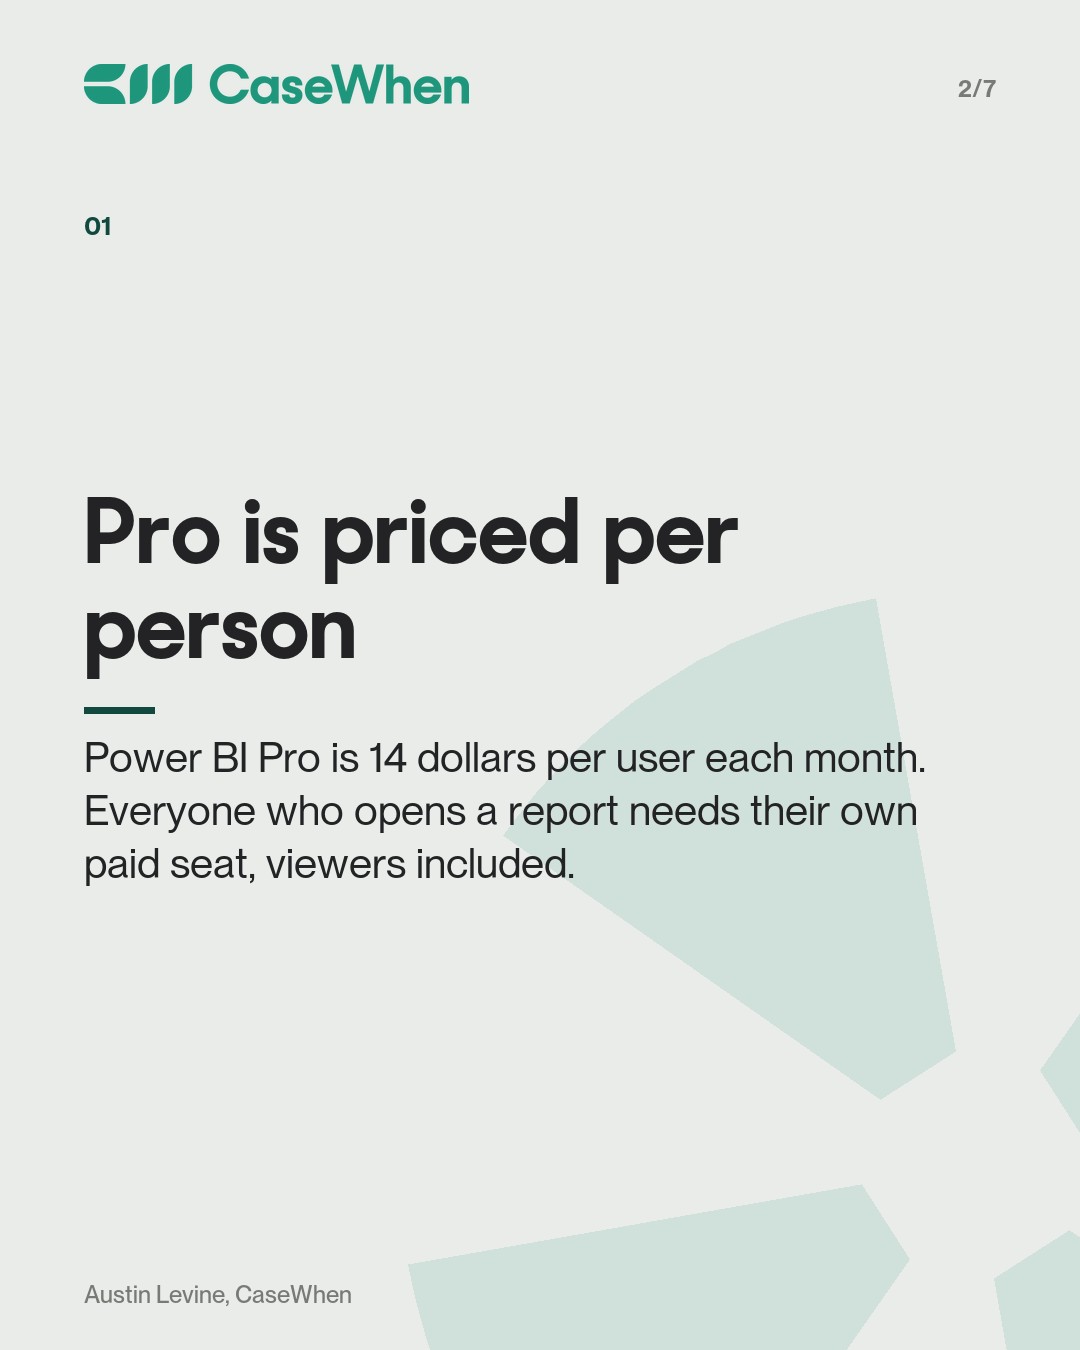 CaseWhen
2/7
01
Pro is priced per
person
Power BI Pro is 14 dollars per user each month.
Everyone who opens a report needs their own
paid seat, viewers included.
Austin Levine, CaseWhen